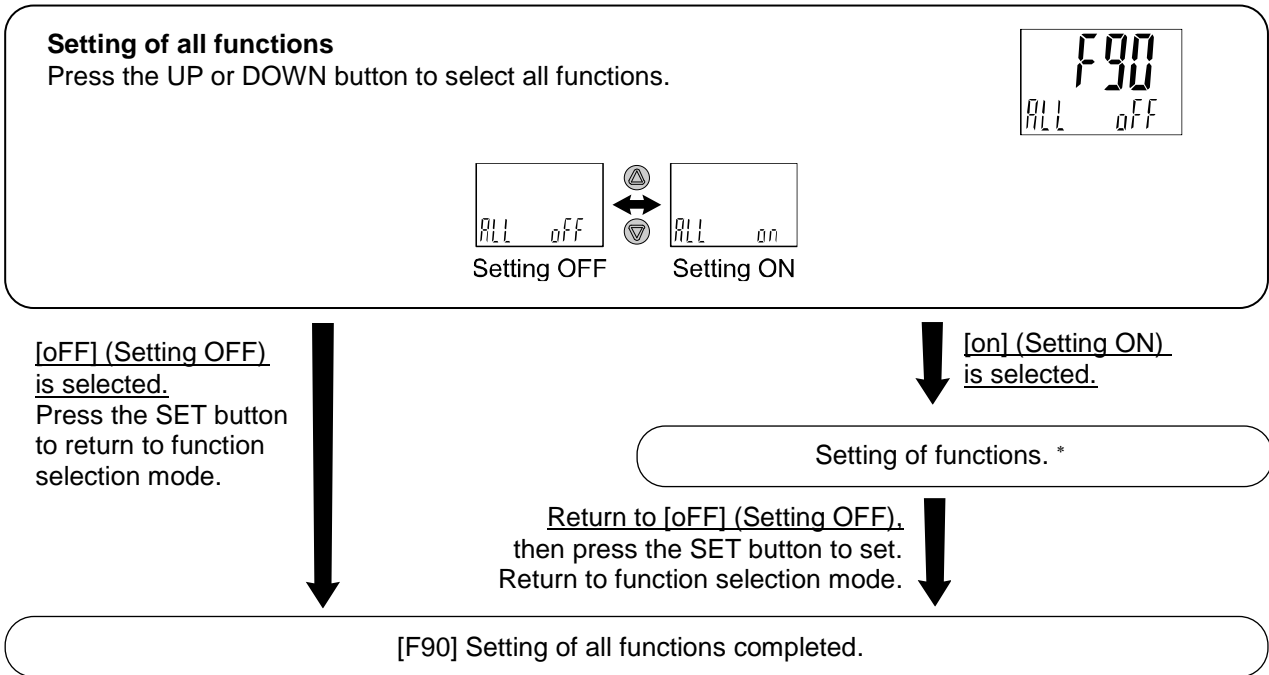 Setting of all functions
Press the UP or DOWN button to select all functions.
F90
ALL oFF
ALL oFF
ALL on
Setting OFF
Setting ON
[oFF] (Setting OFF)
is selected.
Press the SET button
to return to function
selection mode.
[on] (Setting ON)
is selected.
Setting of functions. *
Return to [oFF] (Setting OFF),
then press the SET button to set.
Return to function selection mode.
[F90] Setting of all functions completed.